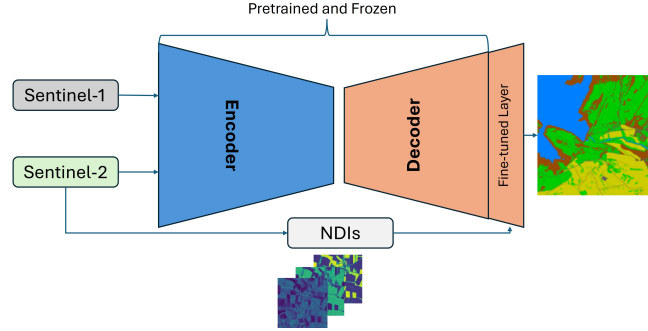 Pretrained and Frozen
Sentinel-1
Sentinel-2
Encoder
Decoder
Fine-tuned Layer
NDIs